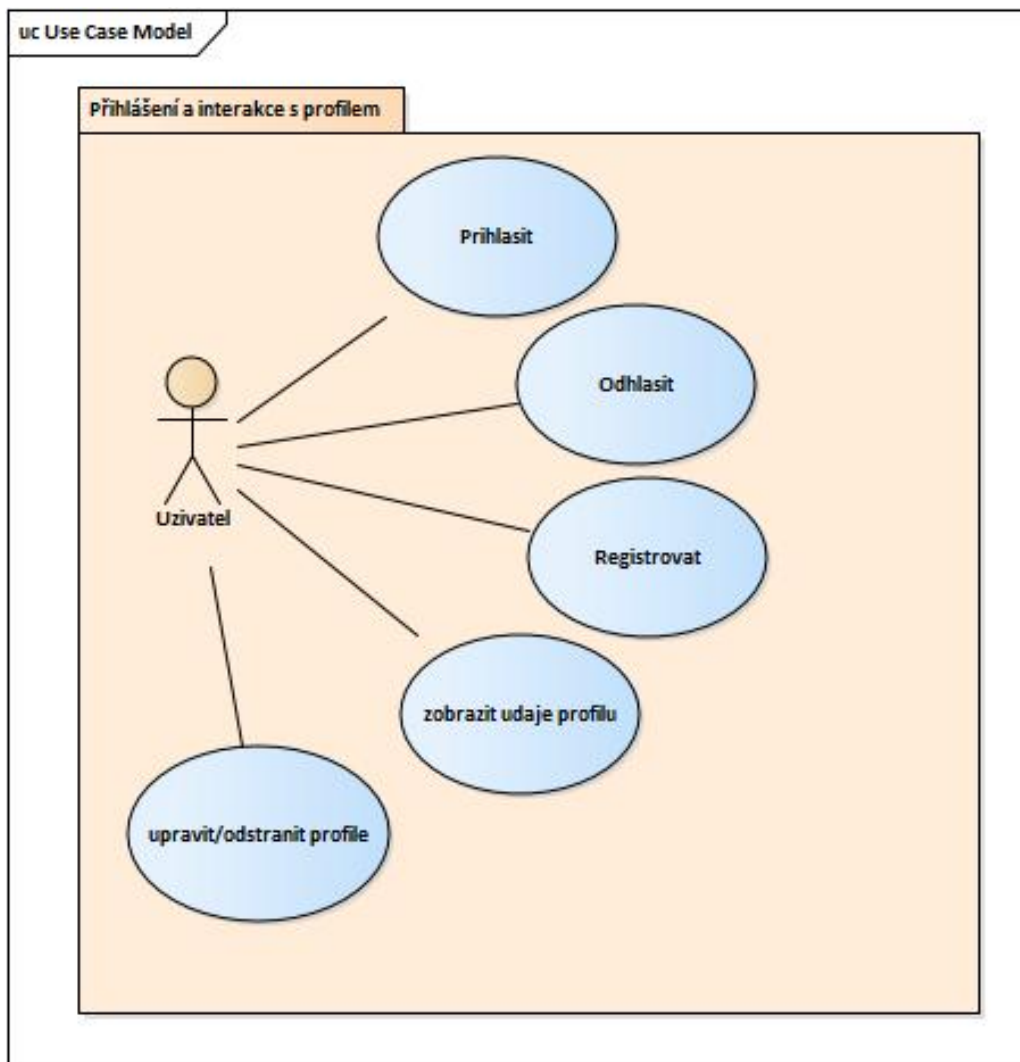 uc Use Case Model
Přihlášení a interakce s profilem
Prihlasit
Odhlasit
Uzivatel
Registrovat
zobrazit udaje profilu
upravit/odstranit profile